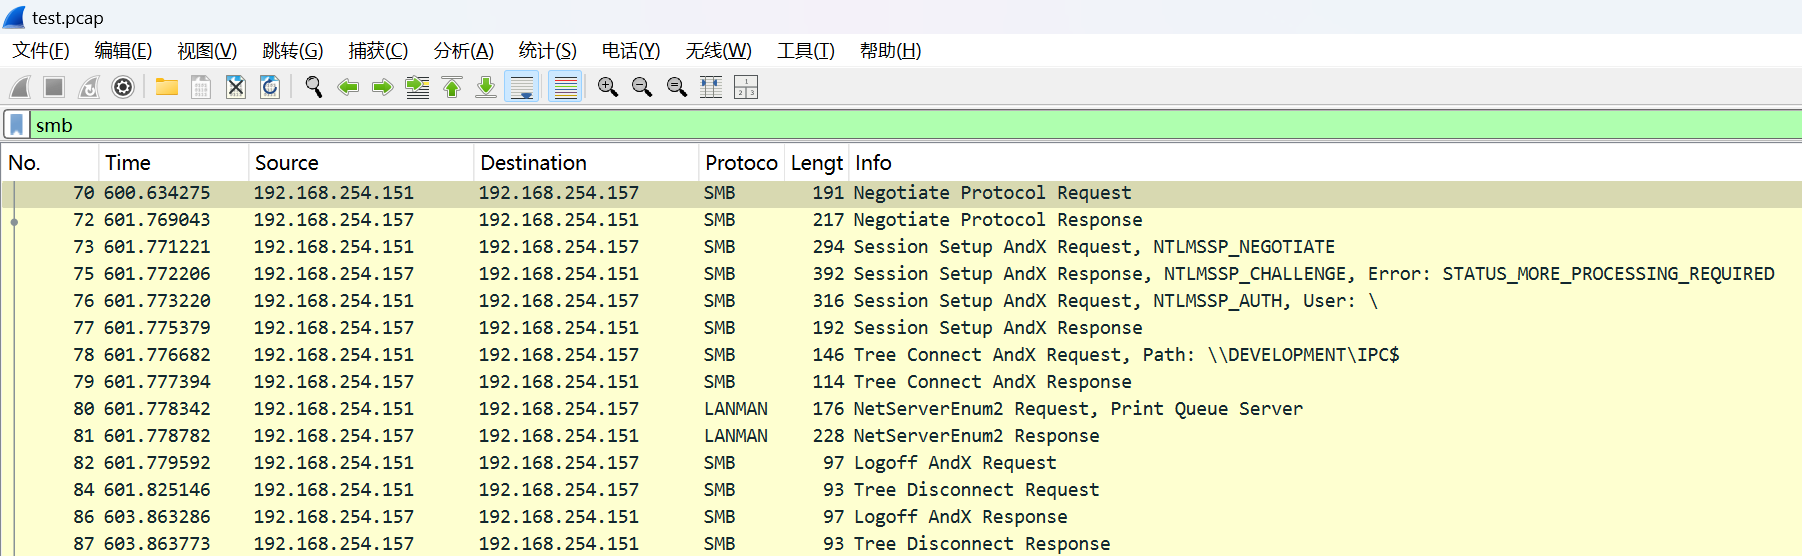 test.pcap
文件(F) 编辑(E) 视图(V) 跳转(G) 捕获(C) 分析(A) 统计(S) 电话(Y) 无线(W) 工具(T) 帮助(H)
smb
No. Time Source Destination Protoco Lengt Info
70 600.634275 192.168.254.151 192.168.254.157 SMB 191 Negotiate Protocol Request
72 601.769043 192.168.254.157 192.168.254.151 SMB 217 Negotiate Protocol Response
73 601.771221 192.168.254.151 192.168.254.157 SMB 294 Session Setup AndX Request, NTLMSSP_NEGOTIATE
75 601.772206 192.168.254.157 192.168.254.151 SMB 392 Session Setup AndX Response, NTLMSSP_CHALLENGE, Error: STATUS_MORE_PROCESSING_REQUIRED
76 601.773220 192.168.254.151 192.168.254.157 SMB 316 Session Setup AndX Request, NTLMSSP_AUTH, User: \
77 601.775379 192.168.254.157 192.168.254.151 SMB 192 Session Setup AndX Response
78 601.776682 192.168.254.151 192.168.254.157 SMB 146 Tree Connect AndX Request, Path: \\DEVELOPMENT\IPC$
79 601.777394 192.168.254.157 192.168.254.151 SMB 114 Tree Connect AndX Response
80 601.778342 192.168.254.151 192.168.254.157 LANMAN 176 NetServerEnum2 Request, Print Queue Server
81 601.778782 192.168.254.157 192.168.254.151 LANMAN 228 NetServerEnum2 Response
82 601.779592 192.168.254.151 192.168.254.157 SMB 97 Logoff AndX Request
84 601.825146 192.168.254.151 192.168.254.157 SMB 93 Tree Disconnect Request
86 603.863286 192.168.254.157 192.168.254.151 SMB 97 Logoff AndX Response
87 603.863773 192.168.254.157 192.168.254.151 SMB 93 Tree Disconnect Response